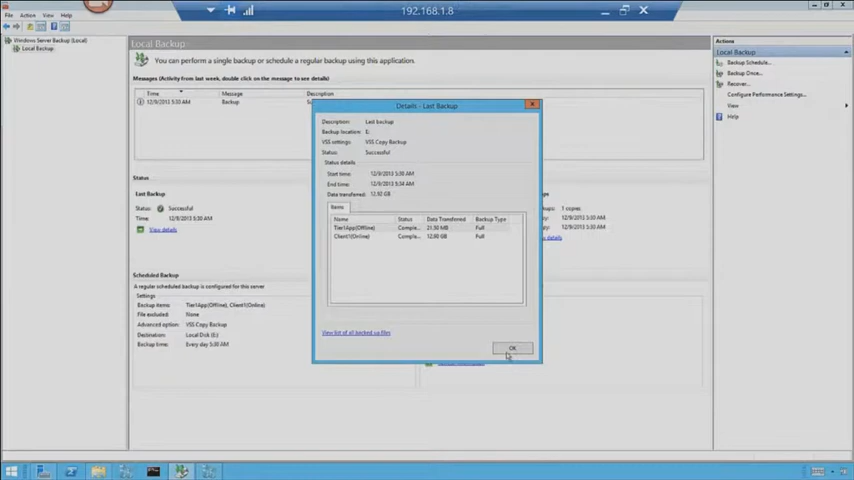 192.168.1.8
File Action View Help
Windows Server Backup (Local)
Local Backup
Local Backup
You can perform a single backup or schedule a regular backup using this application.
Messages (Activity from last week, double click on the message to see details)
Time Message Description
12/9/2013 5:30 AM Backup
Status
Last Backup
Status: Successful
Time: 12/9/2013 5:30 AM
View details
1 copies
12/9/2013 5:30 AM
12/9/2013 5:30 AM
Scheduled Backup
A regular scheduled backup is configured for this server
Settings
Backup items: Tier1App(Offline), Client1(Online)
File excluded: None
Advanced option: VSS Copy Backup
Destination: Local Disk (E:)
Backup time: Every day 5:30 AM
Details - Last Backup
Description: Last backup
Backup location: E:
VSS settings: VSS Copy Backup
Status: Successful
Status details
Start time: 12/9/2013 5:30 AM
End time: 12/9/2013 5:34 AM
Data transferred: 12.92 GB
Items
Name Status Data Transferred Backup Type
Tier1App(Offline) Comple... 21.50 MB Full
Client1(Online) Comple... 12.90 GB Full
View list of all backed up files
OK
Actions
Local Backup
Backup Schedule...
Backup Once...
Recover...
Configure Performance Settings...
View
Help